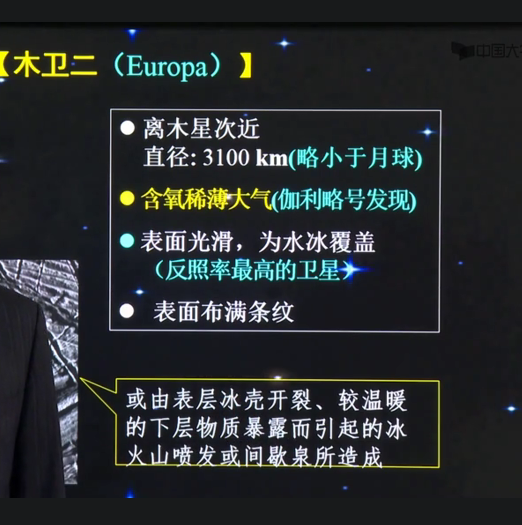 【木卫二（Europa）】
中国大
离木星次近
直径: 3100 km(略小于月球)
含氧稀薄大气(伽利略号发现)
表面光滑，为水冰覆盖
（反照率最高的卫星）
表面布满条纹
或由表层冰壳开裂、较温暖
的下层物质暴露而引起的冰
火山喷发或间歇泉所造成